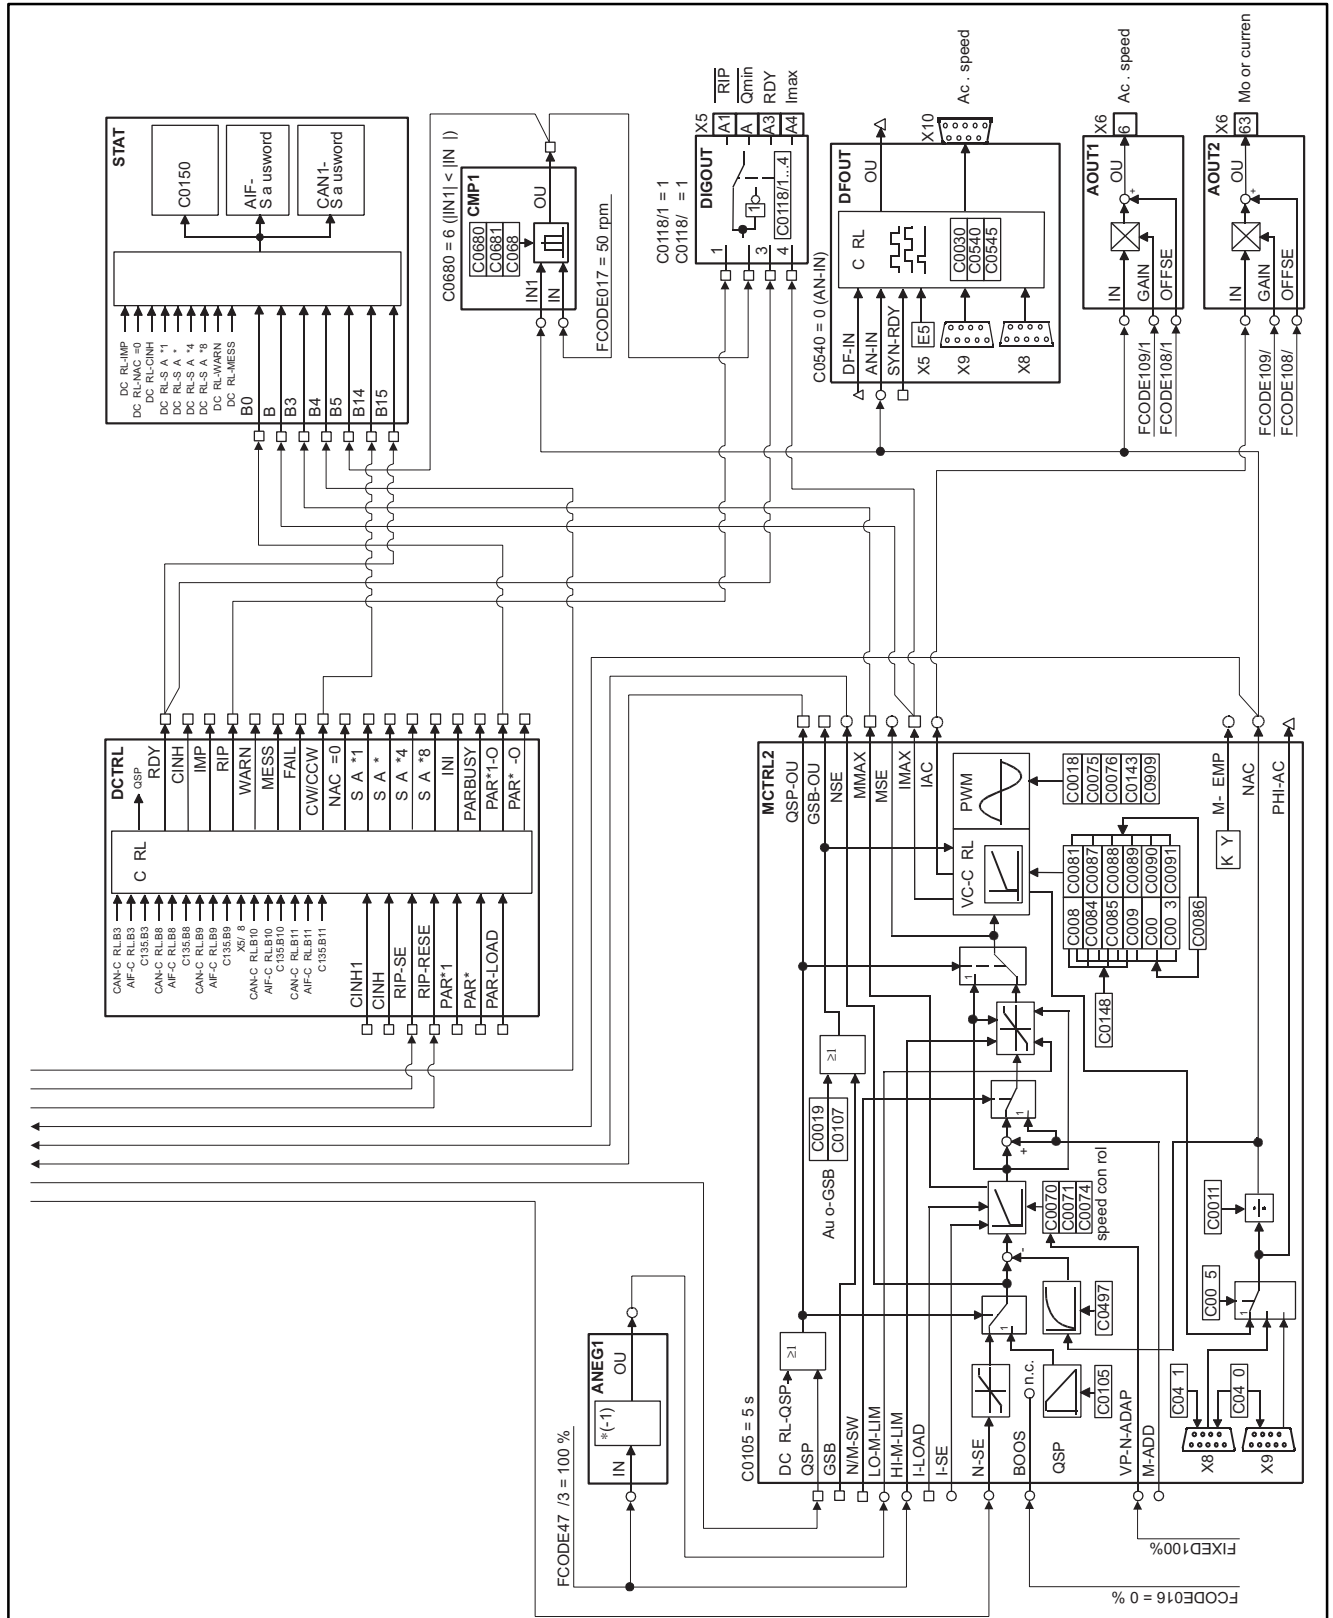 STAT
C0150
AIF-
S a usword
CAN1-
S a usword
DC RL-IMP
DC RL-NAC =0
DC RL-CINH
DC RL-S A *1
DC RL-S A *
DC RL-S A *4
DC RL-S A *8
DC RL-WARN
DC RL-MESS
B0
B
B3
B4
B5
B14
B15
C0680 = 6 (|IN1| < |IN |)
CMP1
OU
C0680
C0681
C068
IN1
IN
FCODE017 = 50 rpm
C0118/1 = 1
C0118/ = 1
DIGOUT
X5
A1
A
A3
A4
RIP
Qmin
RDY
Imax
1
C0118/1...4
1
3
4
C0540 = 0 (AN-IN)
DFOUT
OU
X10
Ac . speed
C RL
C0030
C0540
C0545
DF-IN
AN-IN
SYN-RDY
X5
E5
X9
X8
AOUT1
X6
6
Ac . speed
OU
+
IN
GAIN
OFFSE
FCODE109/1
FCODE108/1
AOUT2
X6
63
Mo or curren
OU
+
IN
GAIN
OFFSE
FCODE109/
FCODE108/
DCTRL
QSP
RDY
CINH
IMP
RIP
WARN
MESS
FAIL
CW/CCW
NAC =0
S A *1
S A *
S A *4
S A *8
INI
PARBUSY
PAR*1-O
PAR* -O
C RL
CAN-C RL.B3
AIF-C RL.B3
C135.B3
CAN-C RL.B8
AIF-C RL.B8
C135.B8
CAN-C RL.B9
AIF-C RL.B9
C135.B9
X5/ 8
CAN-C RL.B10
AIF-C RL.B10
C135.B10
CAN-C RL.B11
AIF-C RL.B11
C135.B11
CINH1
CINH
RIP-SE
RIP-RESE
PAR*1
PAR*
PAR-LOAD
MCTRL2
QSP-OU
GSB-OU
NSE
MMAX
MSE
IMAX
IAC
M- EMP
NAC
PHI-AC
PWM
C0018
C0075
C0076
C0143
C0909
VC-C RL
C0081
C0087
C0088
C0089
C0090
C0091
C008
C0084
C0085
C009
C00
C00 3
C0086
C0148
K Y
1
≥1
C0019
C0107
Au o-GSB
1
+
C0070
C0071
C0074
speed con rol
C0011
-
C00 5
1
C0497
1
≥1
C0105
n.c.
C04 1
C04 0
X8
X9
C0105 = 5 s
DC RL-QSP
QSP
GSB
N/M-SW
LO-M-LIM
HI-M-LIM
I-LOAD
I-SE
N-SE
BOOS
QSP
VP-N-ADAP
M-ADD
ANEG1
OU
*(-1)
IN
FCODE47 /3 = 100 %
FIXED100%
FCODE016 = 0 %